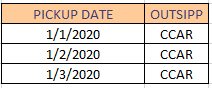 PICKUP DATE OUTSIPP
1/1/2020 CCAR
1/2/2020 CCAR
1/3/2020 CCAR